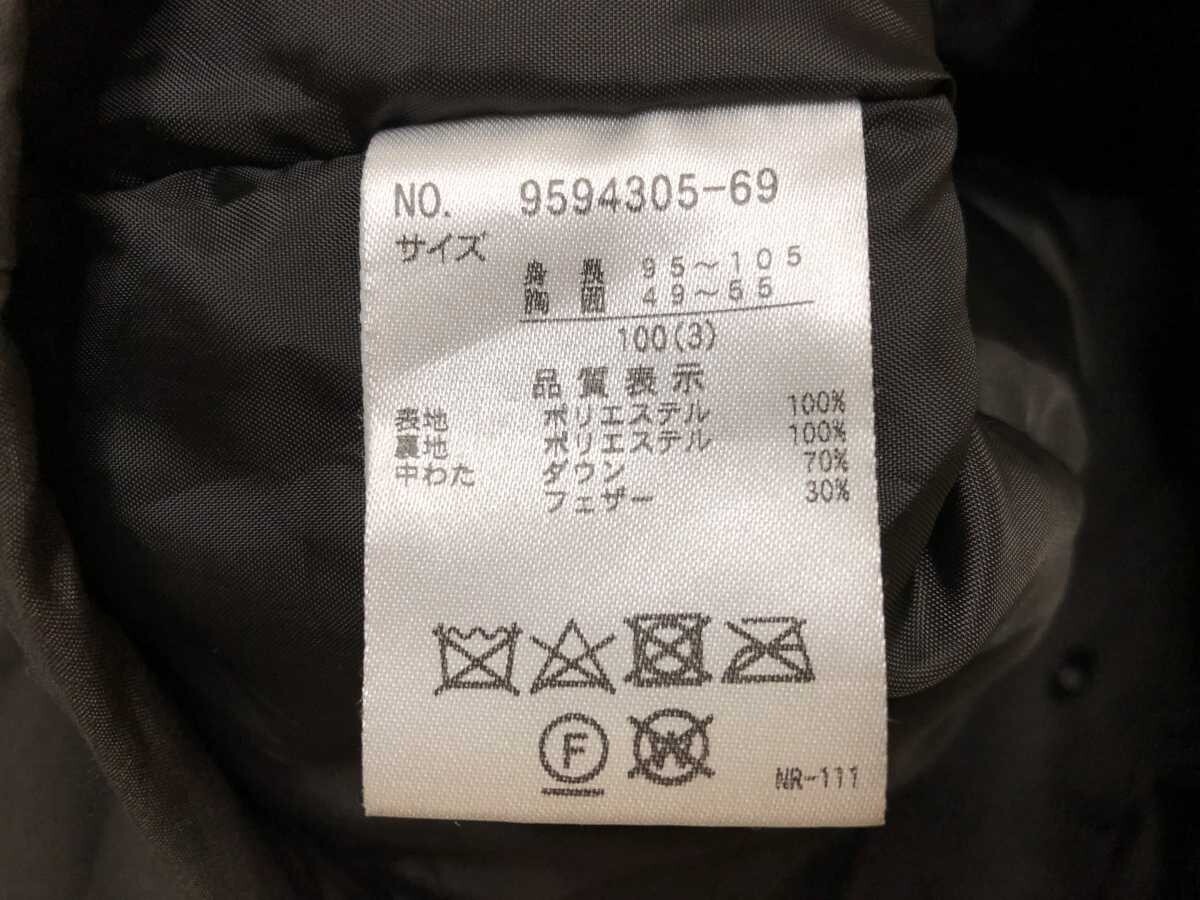 NO. 9594305-69
サイズ
身 長 95～105
胸 囲 49～55
100(3)
品質表示
表地 ポリエステル 100%
裏地 ポリエステル 100%
中わた ダウン 70%
フェザー 30%
F W
NR-111